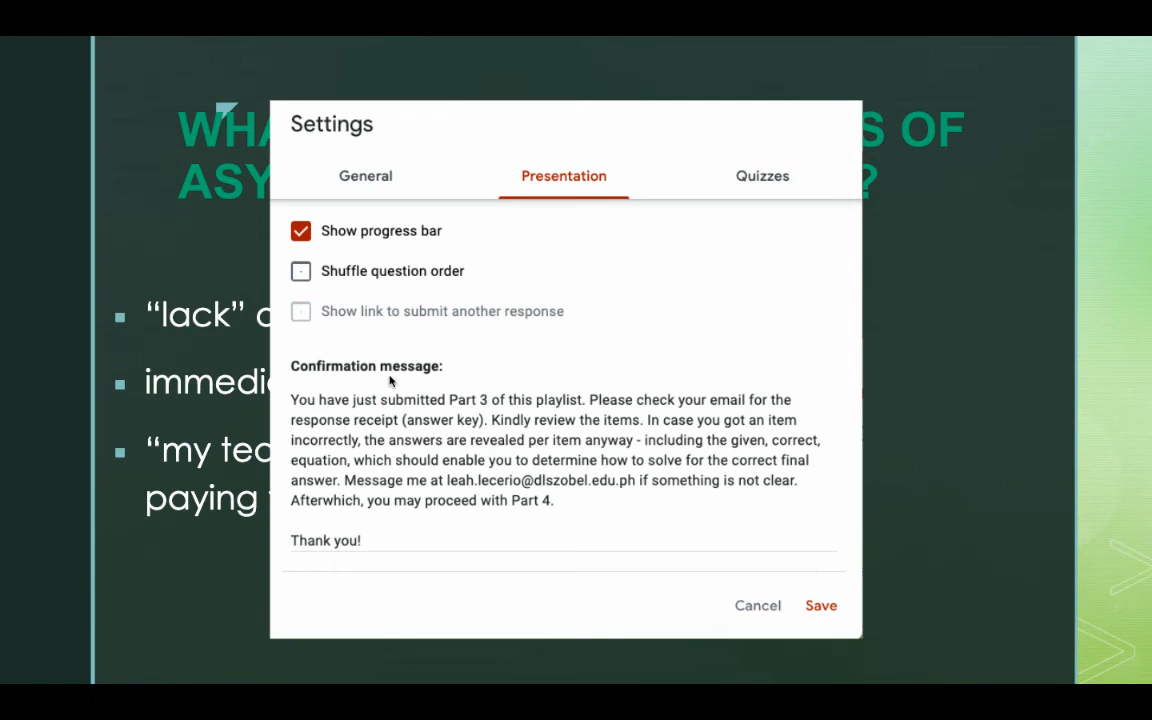 WHA
S OF
ASY
?
Settings
General
Presentation
Quizzes
Show progress bar
Shuffle question order
Show link to submit another response
"lack"
Confirmation message:
You have just submitted Part 3 of this playlist. Please check your email for the
response receipt (answer key). Kindly review the items. In case you got an item
incorrectly, the answers are revealed per item anyway - including the given, correct,
equation, which should enable you to determine how to solve for the correct final
answer. Message me at leah.lecerio@dlszobel.edu.ph if something is not clear.
Afterwhich, you may proceed with Part 4.
immedi
"my tea
paying
Thank you!
Cancel
Save